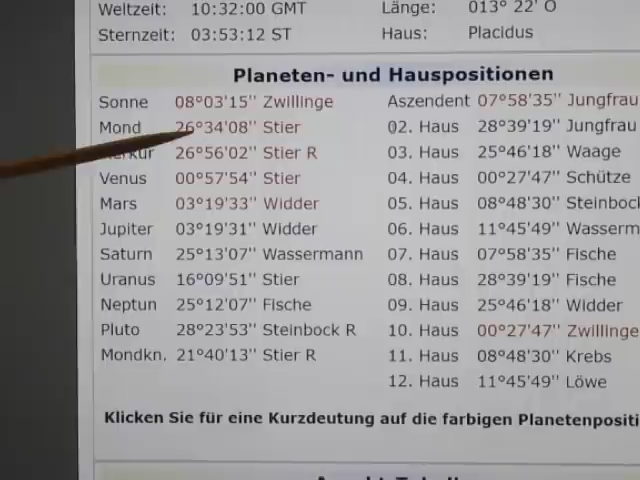 Weltzeit: 10:32:00 GMT Länge: 013° 22' O
Sternzeit: 03:53:12 ST Haus: Placidus
Planeten- und Hauspositionen
Sonne 08°03'15" Zwillinge Aszendent 07°58'35" Jungfrau
Mond 26°34'08" Stier 02. Haus 28°39'19" Jungfrau
Merkur 26°56'02" Stier R 03. Haus 25°46'18" Waage
Venus 00°57'54" Stier 04. Haus 00°27'47" Schütze
Mars 03°19'33" Widder 05. Haus 08°48'30" Steinboc
Jupiter 03°19'31" Widder 06. Haus 11°45'49" Wasserm
Saturn 25°13'07" Wassermann 07. Haus 07°58'35" Fische
Uranus 16°09'51" Stier 08. Haus 28°39'19" Fische
Neptun 25°12'07" Fische 09. Haus 25°46'18" Widder
Pluto 28°23'53" Steinbock R 10. Haus 00°27'47" Zwillinge
Mondkn. 21°40'13" Stier R 11. Haus 08°48'30" Krebs
12. Haus 11°45'49" Löwe
Klicken Sie für eine Kurzdeutung auf die farbigen Planetenpositi